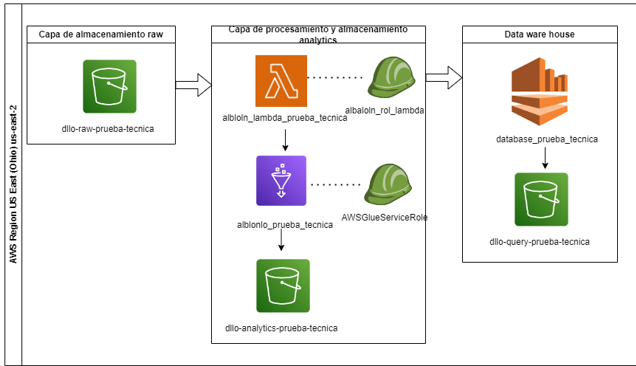 AWS Region US East (Ohio) us-east-2
Capa de almacenamiento raw
dllo-raw-prueba-tecnica
Capa de procesamiento y almacenamiento
analytics
albloln_lambda_prueba_tecnica
albaloln_rol_lambda
alblonlo_prueba_tecnica
AWSGlueServiceRole
dllo-analytics-prueba-tecnica
Data ware house
database_prueba_tecnica
dllo-query-prueba-tecnica